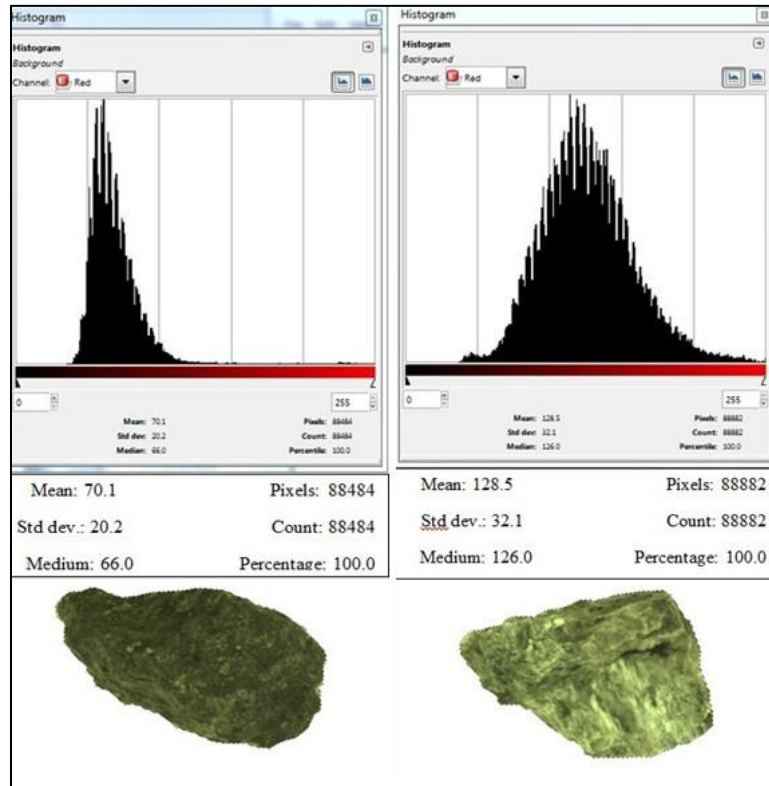 Histogram
Histogram
Background
Channel: Red
0
255
Mean: 70.1
Pixels: 88484
Std dev: 20.2
Count: 88484
Median: 66.0
Percentile: 100.0
Mean: 70.1
Pixels: 88484
Std dev.: 20.2
Count: 88484
Medium: 66.0
Percentage: 100.0
Histogram
Histogram
Background
Channel: Red
0
255
Mean: 128.5
Pixels: 88882
Std dev: 32.1
Count: 88882
Median: 126.0
Percentile: 100.0
Mean: 128.5
Pixels: 88882
Std dev.: 32.1
Count: 88882
Medium: 126.0
Percentage: 100.0